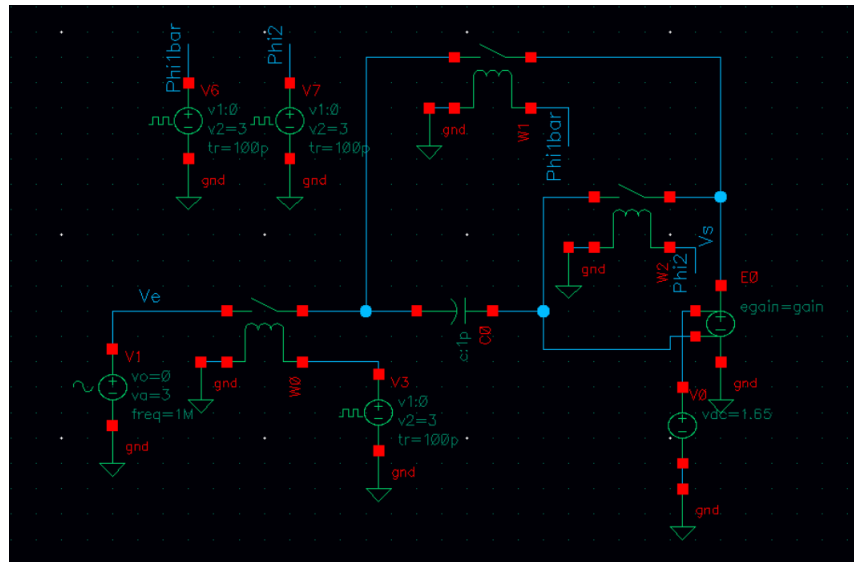 Phi1bar
Phi2
V6
v1:0
v2=3
tr=100p
gnd
V7
v1:0
v2=3
tr=100p
gnd
gnd
W1
Phi1bar
gnd
W2
Phi2
Vs
E0
egain=gain
gnd
Ve
V1
vo=0
va=3
freq=1M
gnd
gnd
W0
V3
v1:0
v2=3
tr=100p
gnd
c:1p
C0
V0
vdc=1.65
gnd